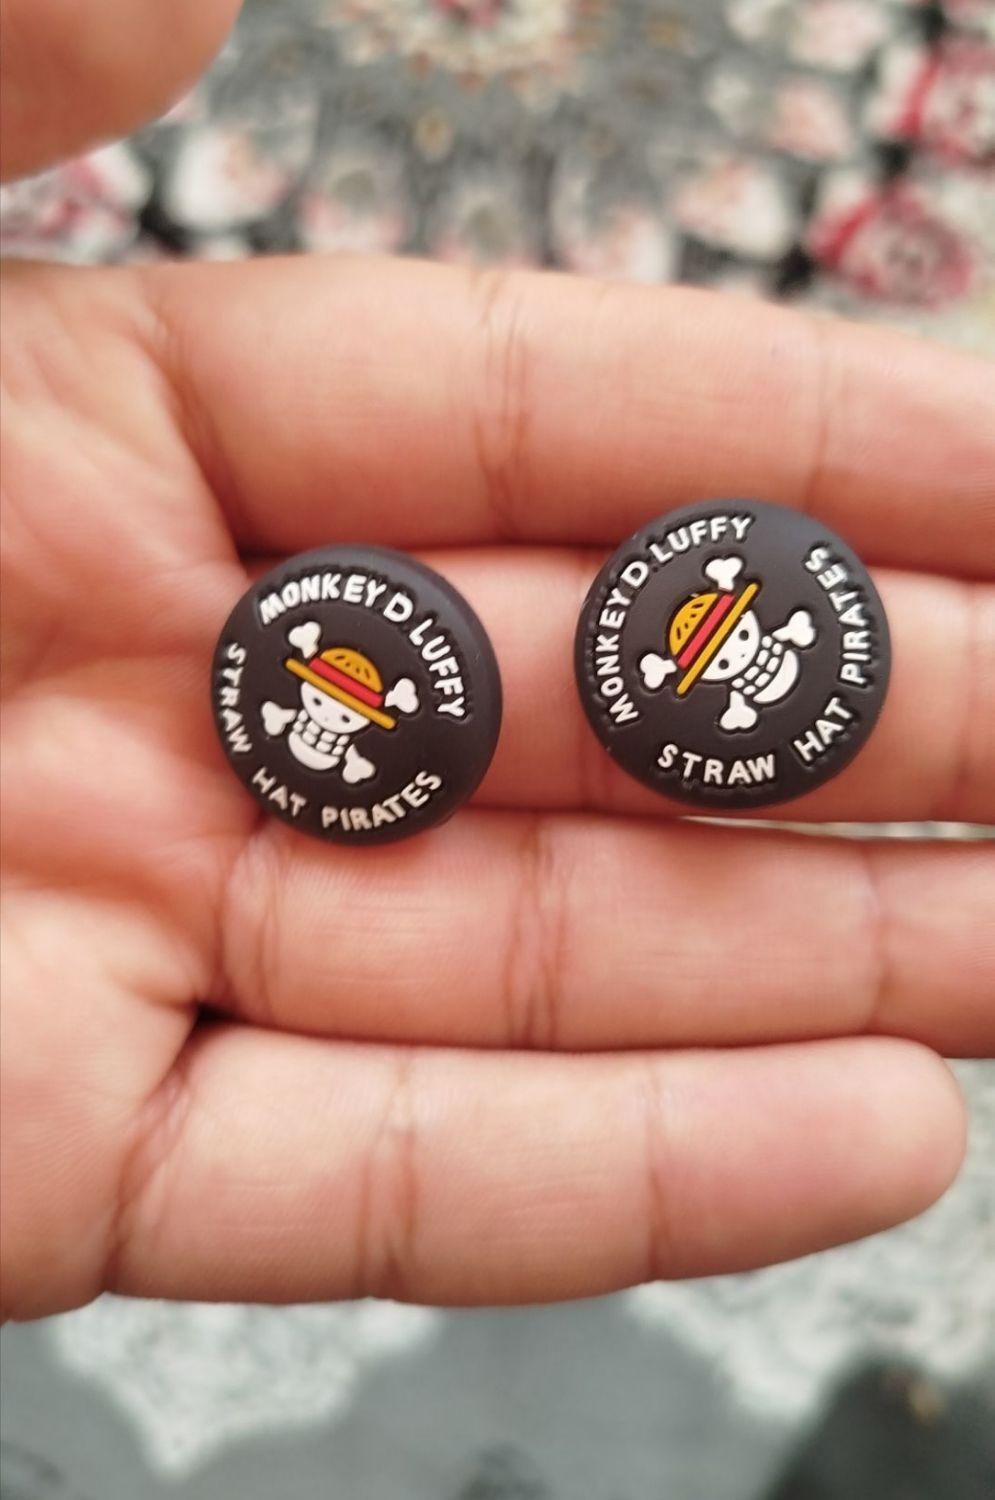 MONKEY D LUFFY
STRAW HAT PIRATES
MONKEY D. LUFFY
STRAW HAT PIRATES